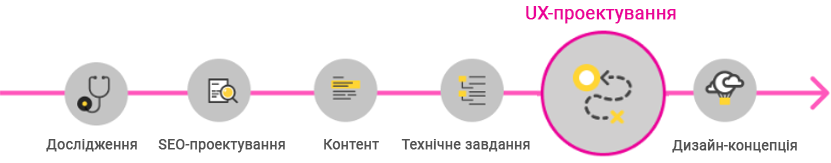 UX-проектування
Дослідження
SEO-проектування
Контент
Технічне завдання
Дизайн-концепція